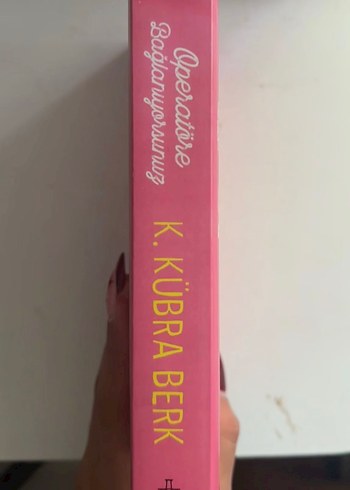 Operatöre
Bağlanıyorsunuz
K. KÜBRA BERK